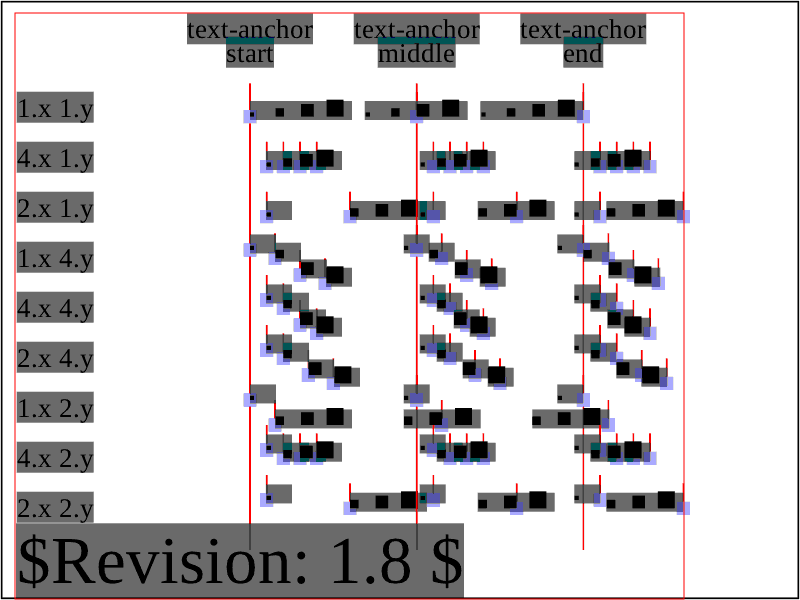 text-anchor text-anchor text-anchor
start middle end
1.x 1.y
4.x 1.y
2.x 1.y
1.x 4.y
4.x 4.y
2.x 4.y
1.x 2.y
4.x 2.y
2.x 2.y
$Revision: 1.8 $